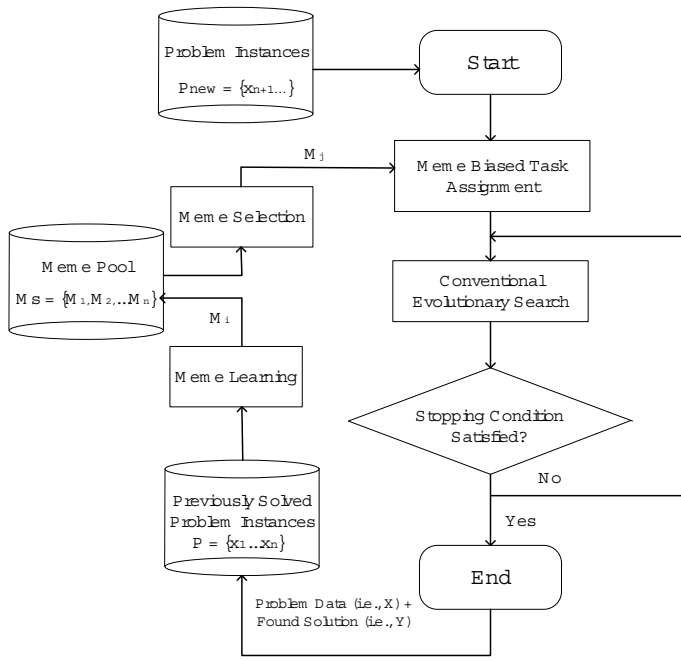 Problem Instances
Pnew = {xn+1...}
Start
Mj
Meme Biased Task
Assignment
Meme Selection
Meme Pool
Ms = {M1,M2,...Mn}
Conventional
Evolutionary Search
Mi
Meme Learning
Stopping Condition
Satisfied?
No
Previously Solved
Problem Instances
P = {x1...xn}
Yes
End
Problem Data (i.e.,X) +
Found Solution (i.e.,Y)